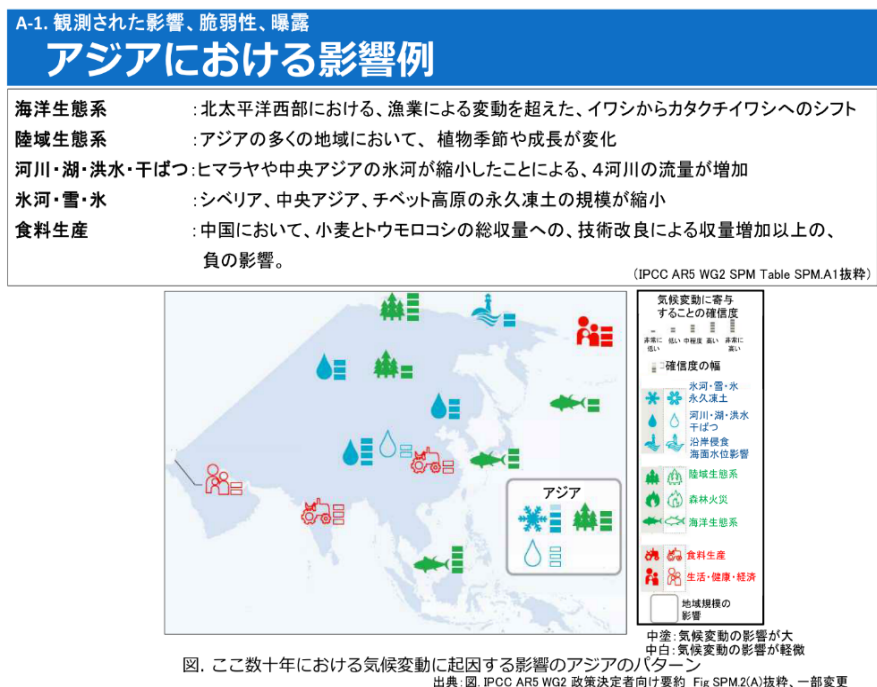 A-1. 観測された影響、脆弱性、曝露
アジアにおける影響例
海洋生態系 :北太平洋西部における、漁業による変動を超えた、イワシからカタクチイワシへのシフト
陸域生態系 :アジアの多くの地域において、植物季節や成長が変化
河川・湖・洪水・干ばつ:ヒマラヤや中央アジアの氷河が縮小したことによる、4河川の流量が増加
氷河・雪・氷 :シベリア、中央アジア、チベット高原の永久凍土の規模が縮小
食料生産 :中国において、小麦とトウモロコシの総収量への、技術改良による収量増加以上の、
負の影響。
(IPCC AR5 WG2 SPM Table SPM.A1抜粋)
気候変動に寄与
することの確信度
非常に低い 低い 中程度 高い 非常に高い
確信度の幅
氷河・雪・氷
永久凍土
河川・湖・洪水
干ばつ
沿岸侵食
海面水位影響
陸域生態系
森林火災
海洋生態系
食料生産
生活・健康・経済
地域規模の
影響
アジア
中塗:気候変動の影響が大
中白:気候変動の影響が軽微
図. ここ数十年における気候変動に起因する影響のアジアのパターン
出典:図. IPCC AR5 WG2 政策決定者向け要約 Fig SPM.2(A)抜粋、一部変更